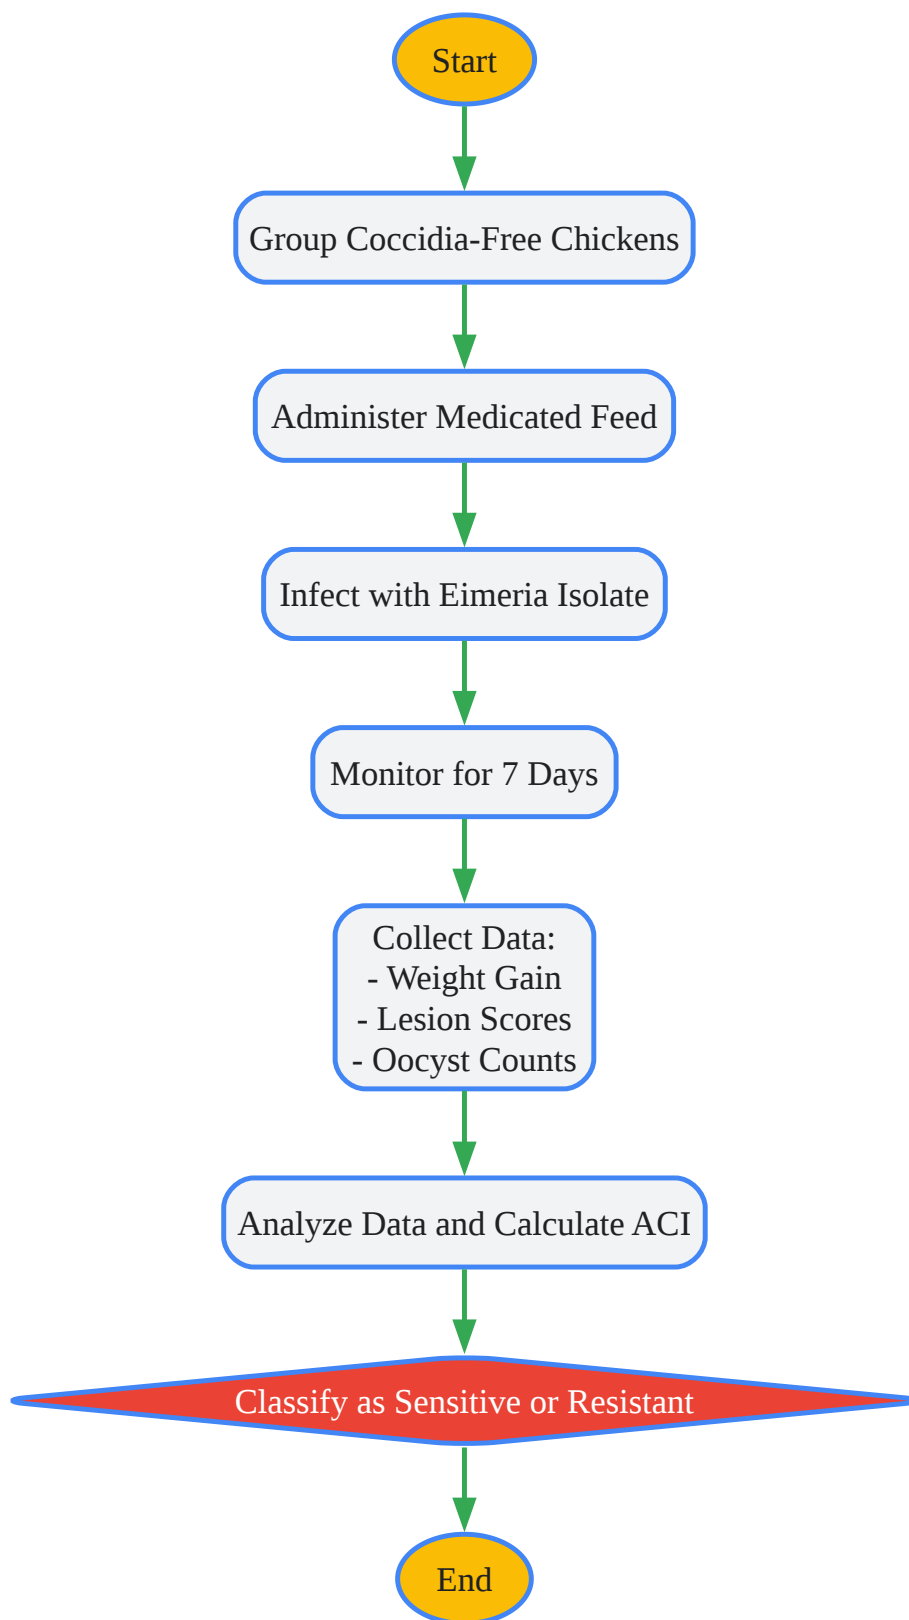 Start
Group Coccidia-Free Chickens
Administer Medicated Feed
Infect with Eimeria Isolate
Monitor for 7 Days
Collect Data:
- Weight Gain
- Lesion Scores
- Oocyst Counts
Analyze Data and Calculate ACI
Classify as Sensitive or Resistant
End